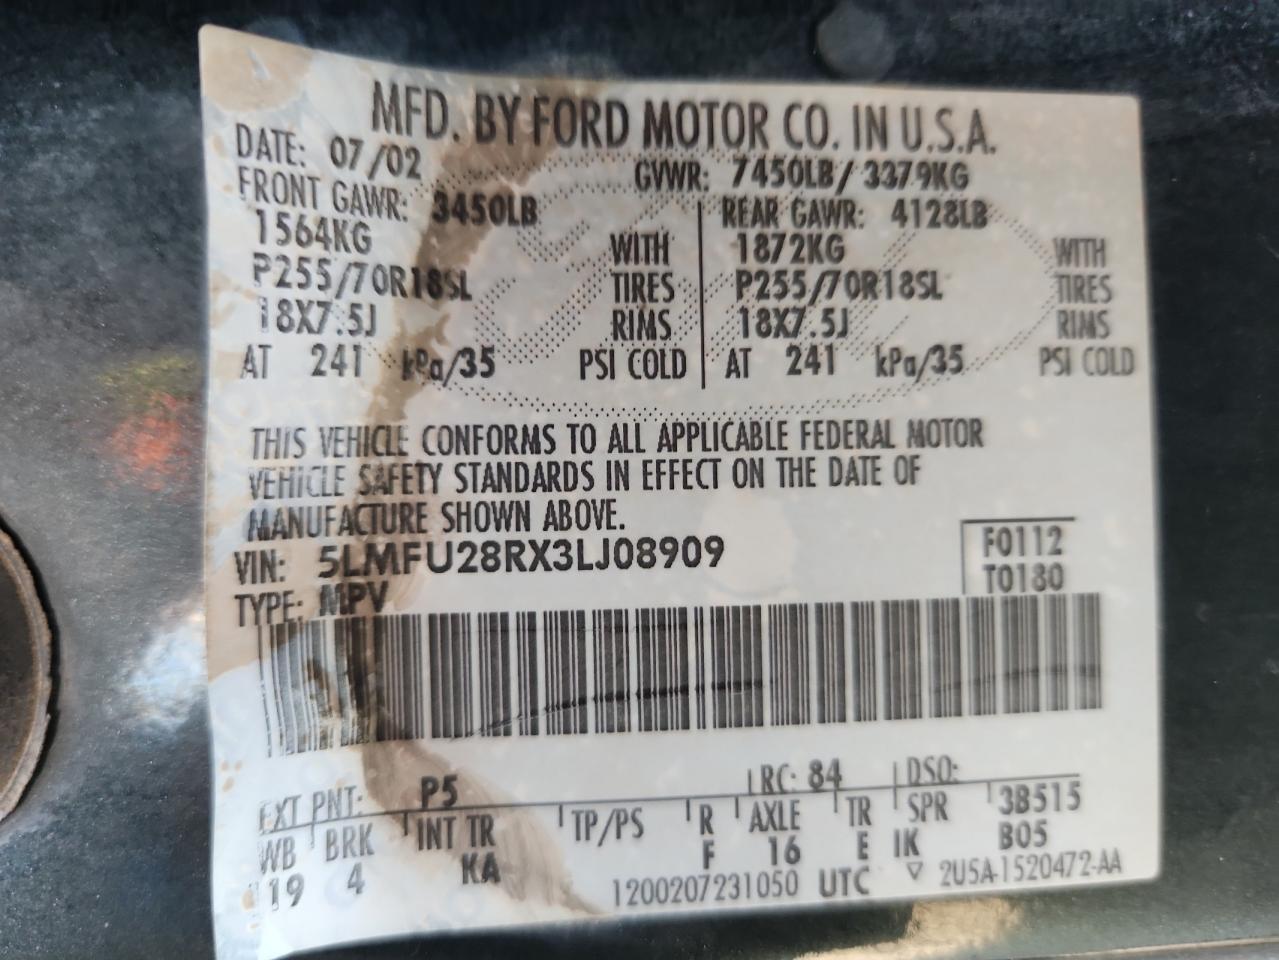 MFD. BY FORD MOTOR CO. IN U.S.A.
DATE: 07/02 GVWR: 7450LB/ 3379KG
FRONT GAWR: 3450LB REAR GAWR: 4128LB
1564KG WITH 1872KG WITH
P255/70R18SL TIRES P255/70R18SL TIRES
18X7.5J RIMS 18X7.5J RIMS
AT 241 kPa/35 PSI COLD AT 241 kPa/35 PSI COLD
THIS VEHICLE CONFORMS TO ALL APPLICABLE FEDERAL MOTOR
VEHICLE SAFETY STANDARDS IN EFFECT ON THE DATE OF
MANUFACTURE SHOWN ABOVE.
VIN: 5LMFU28RX3LJ08909 F0112
TYPE: MPV T0180
EXT PNT: P5 RC: 84 DSO:
WB BRK INT TR TP/PS R AXLE TR SPR 3B515
19 4 KA F 16 E IK B05
1200207231050 UTC ▽ 2U5A-1520472-AA